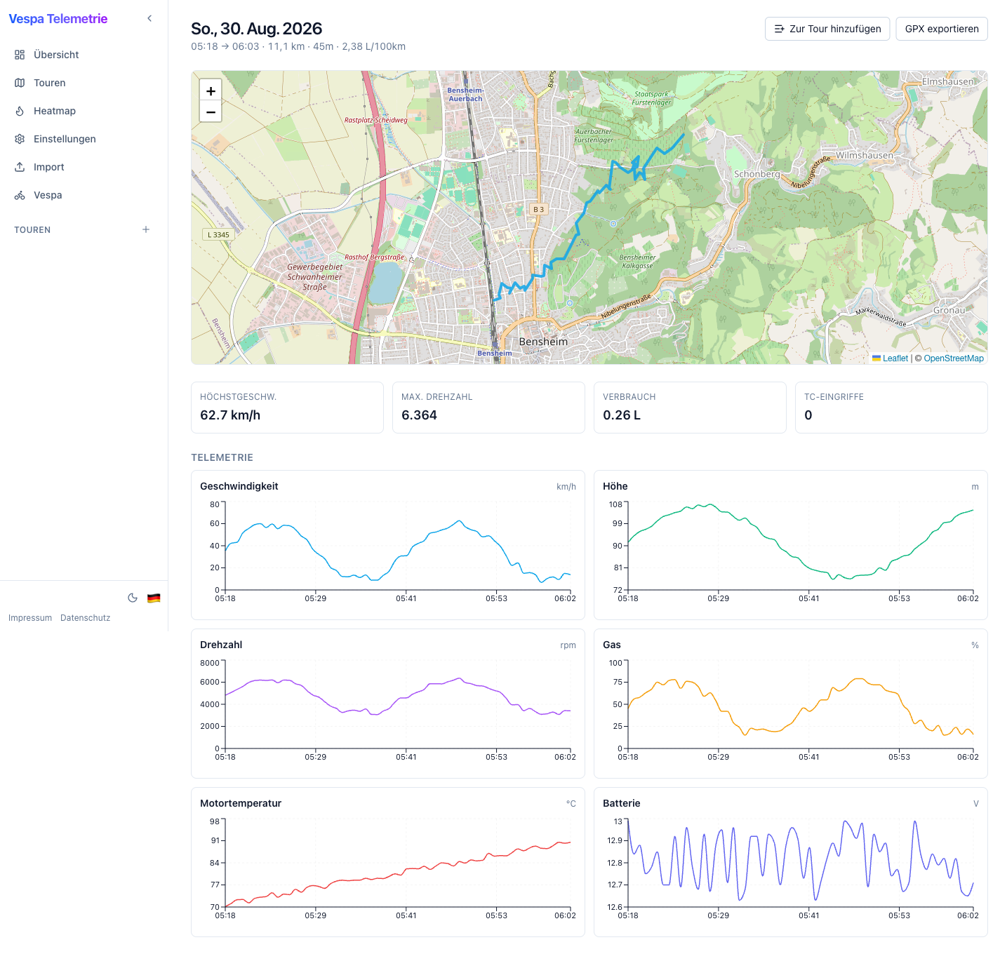 Vespa Telemetrie
Übersicht
Touren
Heatmap
Einstellungen
Import
Vespa
TOUREN
Impressum Datenschutz
So., 30. Aug. 2026
05:18 → 06:03 · 11,1 km · 45m · 2,38 L/100km
Zur Tour hinzufügen
GPX exportieren
+
−
Bensheim-
Auerbach
Rastplatz Scheidweg
Staatspark
Fürstenlager
Auerbacher
Fürstenlager
Elmshausen
Wilmshausen
Schönberg
Nibelungenstraße
B 3
L 3345
Rasthof Bergstraße
Gewerbegebiet
Schwanheimer
Straße
Bensheimer
Kalkgasse
Nibelungenstraße
Märkerwaldstraße
Gronau
Bensheim
Bensheim
Bensheim
Leaflet | © OpenStreetMap
HÖCHSTGESCHW.
62.7 km/h
MAX. DREHZAHL
6.364
VERBRAUCH
0.26 L
TC-EINGRIFFE
0
TELEMETRIE
Geschwindigkeit km/h
80
60
40
20
0
05:18 05:29 05:41 05:53 06:02
Höhe m
108
99
90
81
72
05:18 05:29 05:41 05:53 06:02
Drehzahl rpm
8000
6000
4000
2000
0
05:18 05:29 05:41 05:53 06:02
Gas %
100
75
50
25
0
05:18 05:29 05:41 05:53 06:02
Motortemperatur °C
98
91
84
77
70
05:18 05:29 05:41 05:53 06:02
Batterie V
13
12.9
12.8
12.7
12.6
05:18 05:29 05:41 05:53 06:02